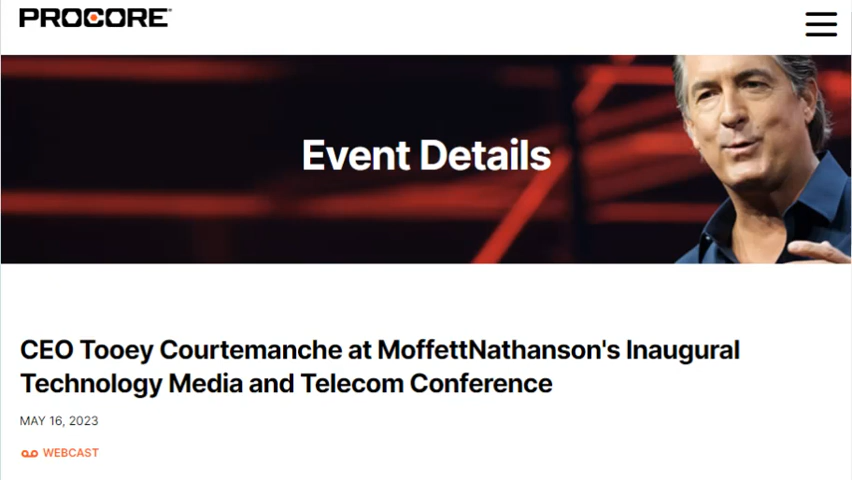 PROCORE
Event Details
CEO Tooey Courtemanche at MoffettNathanson's Inaugural
Technology Media and Telecom Conference
MAY 16, 2023
WEBCAST